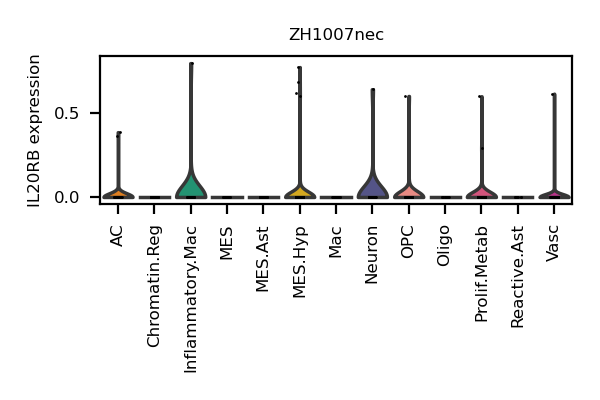 ZH1007nec
IL20RB expression
0.5
0.0
AC
Chromatin.Reg
Inflammatory.Mac
MES
MES.Ast
MES.Hyp
Mac
Neuron
OPC
Oligo
Prolif.Metab
Reactive.Ast
Vasc